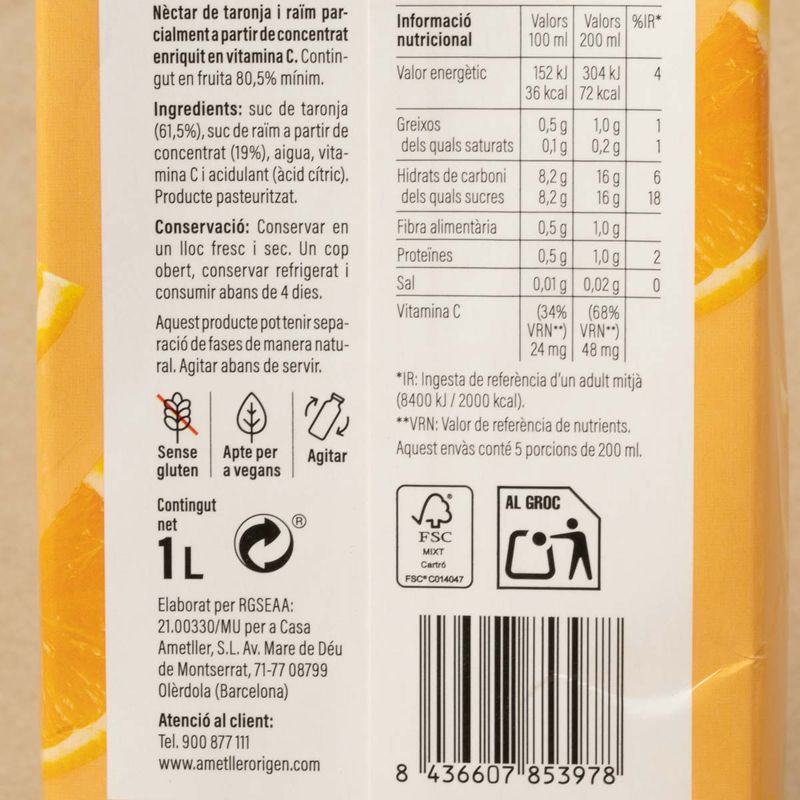 Nèctar de taronja i raïm par-
cialment a partir de concentrat
enriquit en vitamina C. Contin-
gut en fruita 80,5% mínim.
Ingredients: suc de taronja
(61,5%), suc de raïm a partir de
concentrat (19%), aigua, vita-
mina C i acidulant (àcid cítric).
Producte pasteuritzat.
Conservació: Conservar en
un lloc fresc i sec. Un cop
obert, conservar refrigerat i
consumir abans de 4 dies.
Aquest producte pot tenir sepa-
ració de fases de manera natu-
ral. Agitar abans de servir.
Sense
gluten
Apte per
a vegans
Agitar
Contingut
net
1 L
®
Elaborat per RGSEAA:
21.00330/MU per a Casa
Ametller, S.L. Av. Mare de Déu
de Montserrat, 71-77 08799
Olèrdola (Barcelona)
Atenció al client:
Tel. 900 877 111
www.ametllerorigen.com
Informació nutricional Valors 100 ml Valors 200 ml %IR*
Valor energètic 152 kJ 304 kJ 4
36 kcal 72 kcal
Greixos 0,5 g 1,0 g 1
dels quals saturats 0,1 g 0,2 g 1
Hidrats de carboni 8,2 g 16 g 6
dels quals sucres 8,2 g 16 g 18
Fibra alimentària 0,5 g 1,0 g
Proteïnes 0,5 g 1,0 g 2
Sal 0,01 g 0,02 g 0
Vitamina C (34% (68%
VRN**) VRN**)
24 mg 48 mg
*IR: Ingesta de referència d'un adult mitjà
(8400 kJ / 2000 kcal).
**VRN: Valor de referència de nutrients.
Aquest envàs conté 5 porcions de 200 ml.
FSC
MIXT
Cartró
FSC® C014047
AL GROC
8 436607 853978